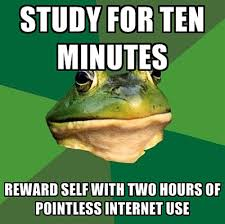 STUDY FOR TEN
MINUTES
REWARD SELF WITH TWO HOURS OF
POINTLESS INTERNET USE